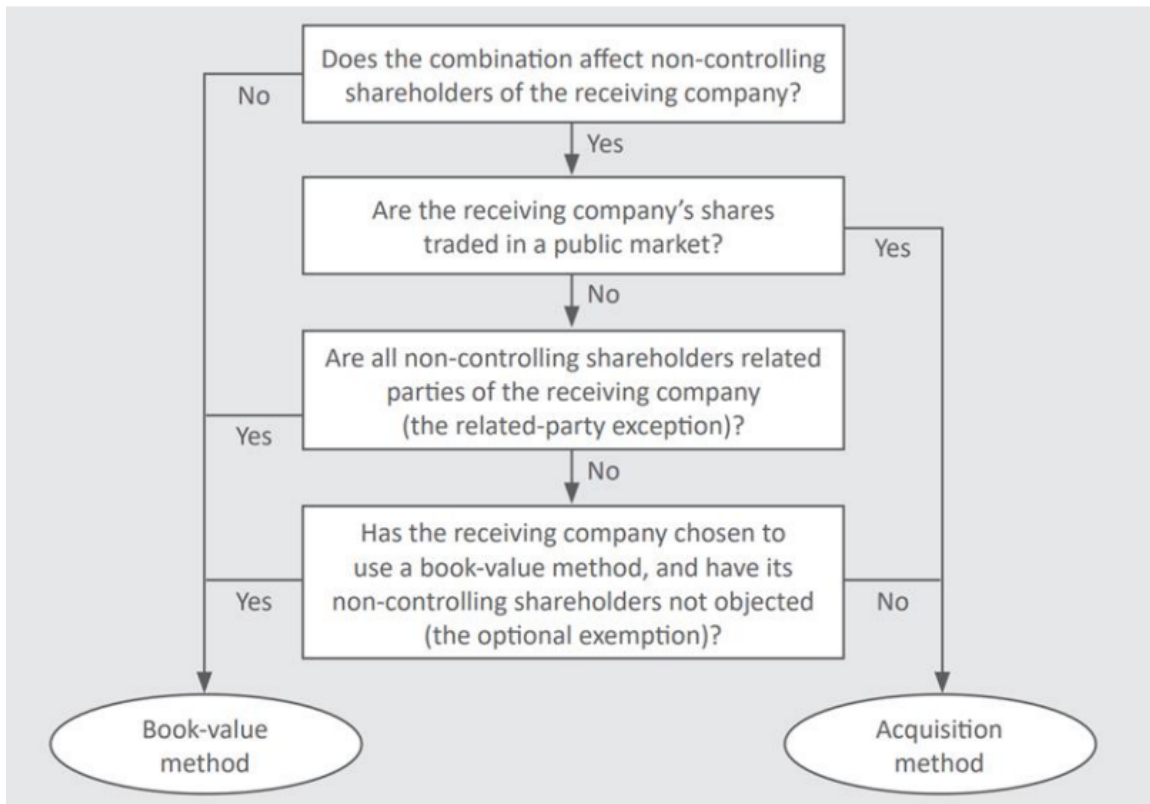 Does the combination affect non-controlling
shareholders of the receiving company?
No
Yes
Are the receiving company’s shares
traded in a public market?
Yes
No
Are all non-controlling shareholders related
parties of the receiving company
(the related-party exception)?
Yes
No
Has the receiving company chosen to
use a book-value method, and have its
non-controlling shareholders not objected
(the optional exemption)?
Yes
No
Book-value
method
Acquisition
method